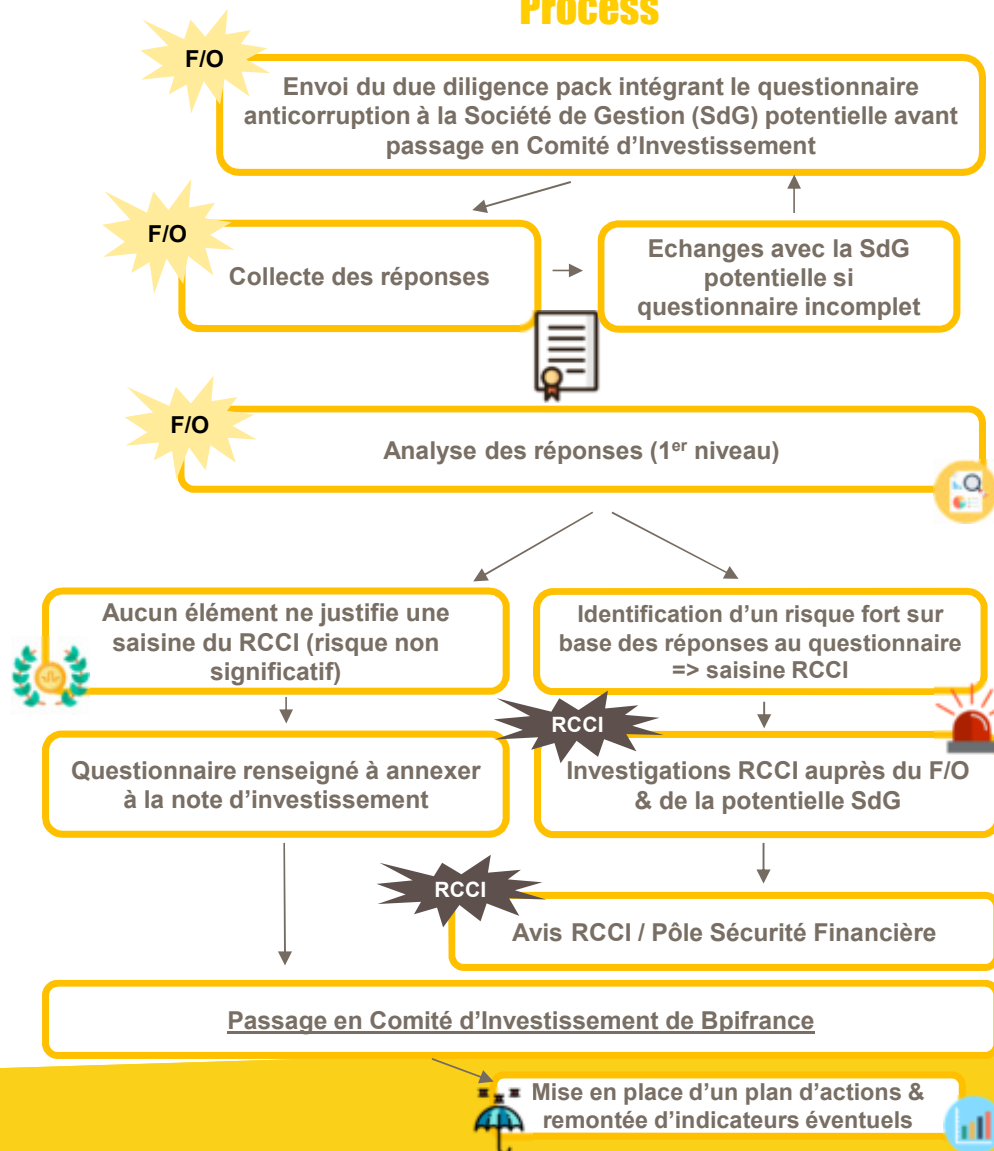 Process
F/O
Envoi du due diligence pack intégrant le questionnaire
anticorruption à la Société de Gestion (SdG) potentielle avant
passage en Comité d’Investissement
F/O
Collecte des réponses
Echanges avec la SdG
potentielle si
questionnaire incomplet
F/O
Analyse des réponses (1er niveau)
Aucun élément ne justifie une
saisine du RCCI (risque non
significatif)
Identification d’un risque fort sur
base des réponses au questionnaire
=> saisine RCCI
Questionnaire renseigné à annexer
à la note d’investissement
RCCI
Investigations RCCI auprès du F/O
& de la potentielle SdG
RCCI
Avis RCCI / Pôle Sécurité Financière
Passage en Comité d’Investissement de Bpifrance
Mise en place d’un plan d’actions &
remontée d’indicateurs éventuels